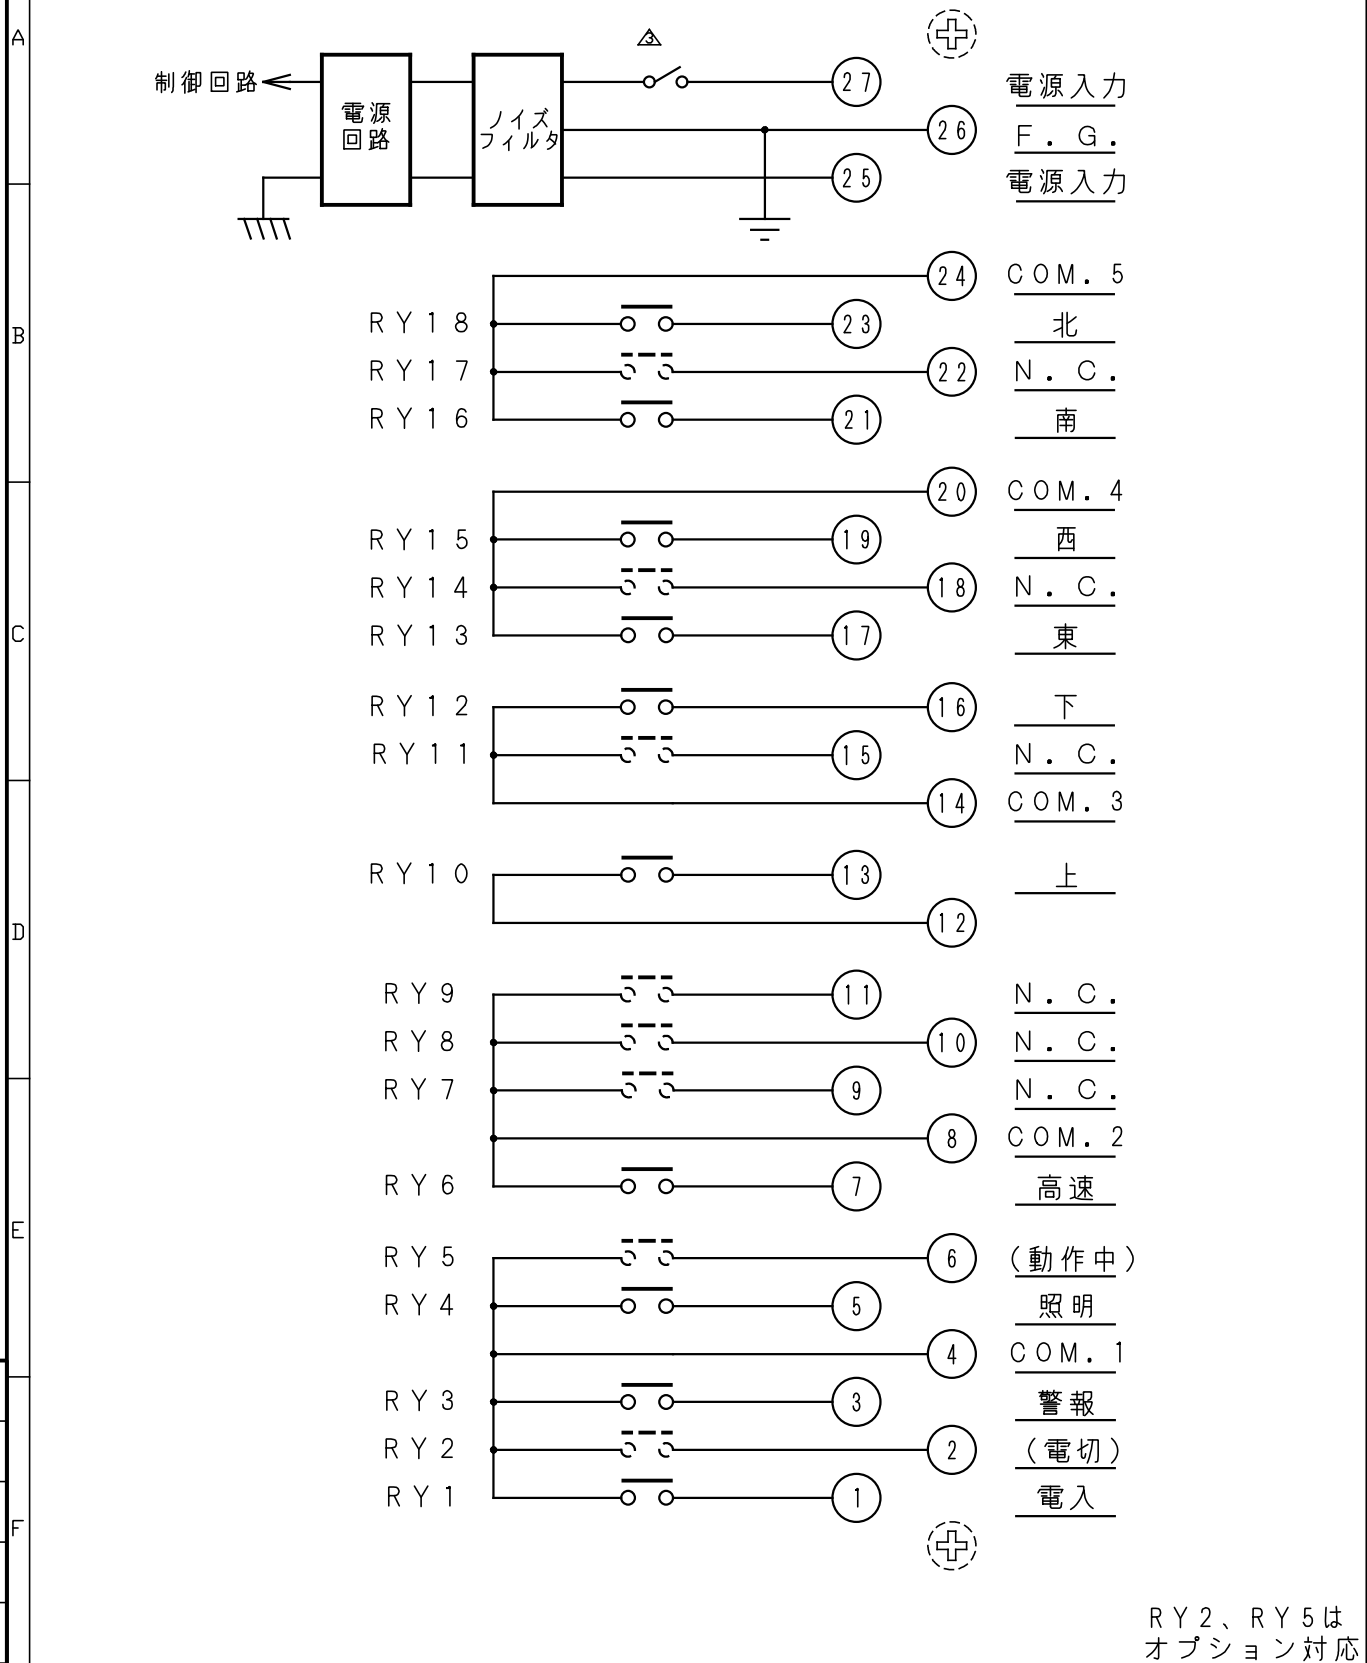 A
3
制御回路
電源
回路
ノイズ
フィルタ
27 電源入力
26 F. G.
25 電源入力
24 COM. 5
B
RY18 23 北
RY17 22 N. C.
RY16 21 南
20 COM. 4
RY15 19 西
RY14 18 N. C.
C
RY13 17 東
RY12 16 下
RY11 15 N. C.
14 COM. 3
RY10 13 上
12
D
RY9 11 N. C.
RY8 10 N. C.
RY7 9 N. C.
8 COM. 2
RY6 7 高速
E
RY5 6 (動作中)
RY4 5 照明
4 COM. 1
RY3 3 警報
RY2 2 (電切)
RY1 1 電入
F
RY2、RY5は
オプション対応